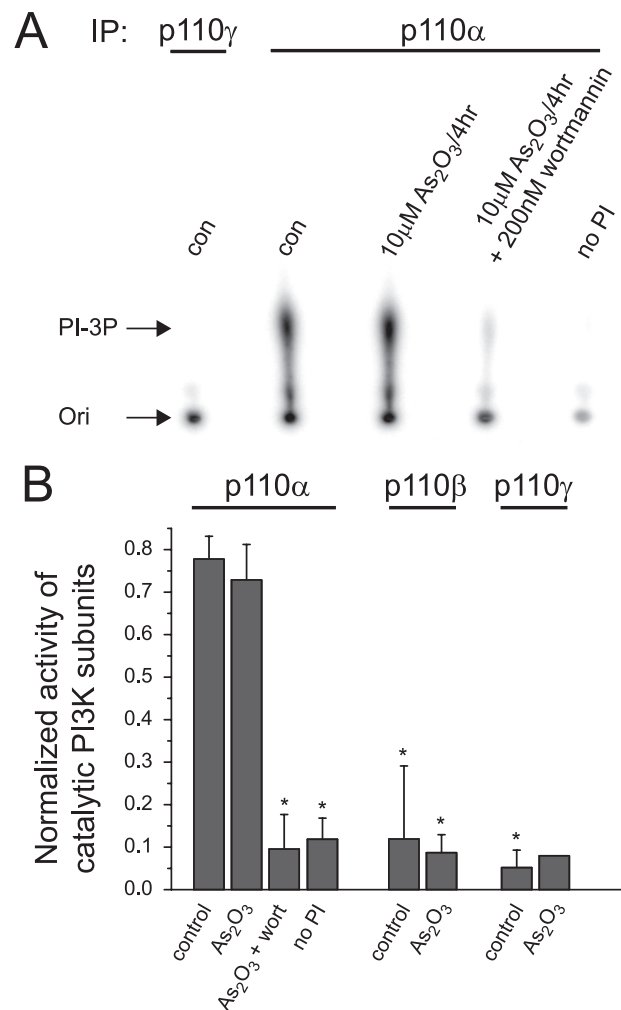 A IP: p110γ p110α
con
con
10μM As₂O₃/4hr
10μM As₂O₃/4hr
+ 200nM wortmannin
no PI
PI-3P
Ori
B p110α p110β p110γ
Normalized activity of
catalytic PI3K subunits
0.8
0.7
0.6
0.5
0.4
0.3
0.2
0.1
0.0
* * * * *
control
As₂O₃
As₂O₃ + wort
no PI
control
As₂O₃
control
As₂O₃